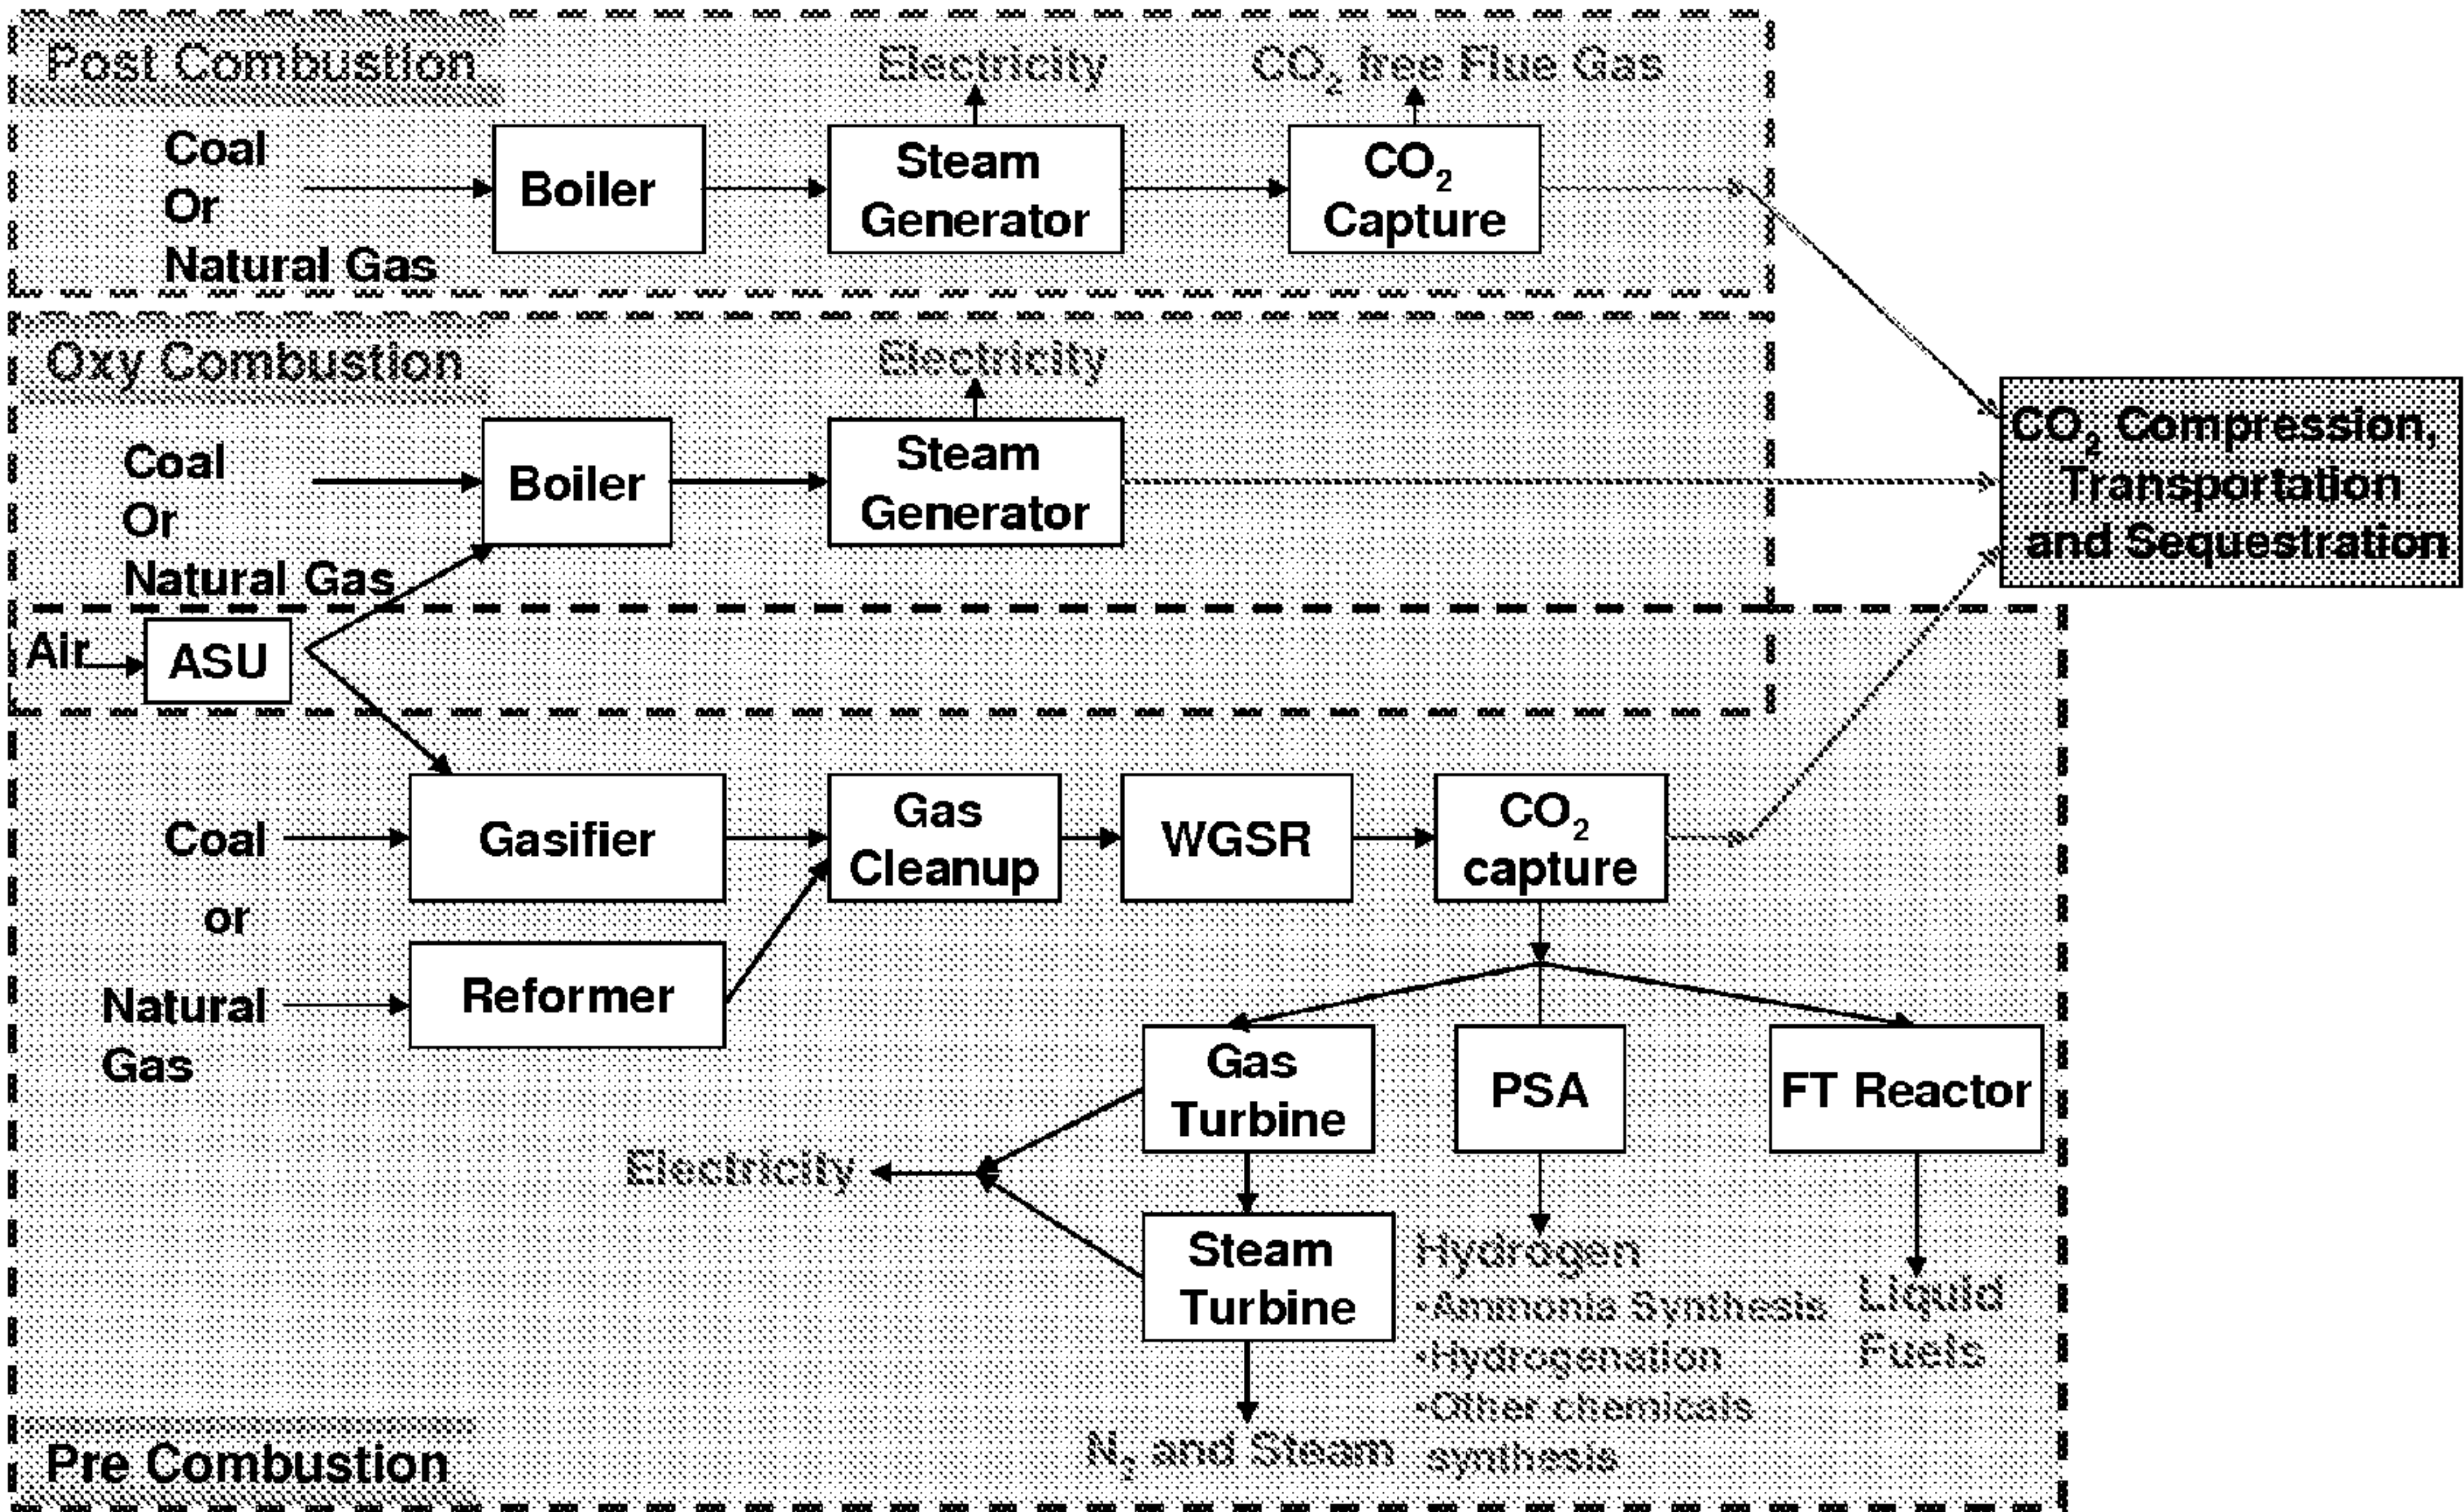 Post Combustion
Electricity
CO2 free Flue Gas
Coal
Or
Natural Gas
Boiler
Steam
Generator
CO2
Capture
Oxy Combustion
Electricity
Coal
Or
Natural Gas
Boiler
Steam
Generator
CO2 Compression,
Transportation
and Sequestration
Air
ASU
Coal
or
Natural
Gas
Gasifier
Reformer
Gas
Cleanup
WGSR
CO2
capture
Gas
Turbine
PSA
FT Reactor
Electricity
Steam
Turbine
Hydrogen
•Ammonia Synthesis
•Hydrogenation
•Other chemicals
synthesis
Liquid
Fuels
N2 and Steam
Pre Combustion